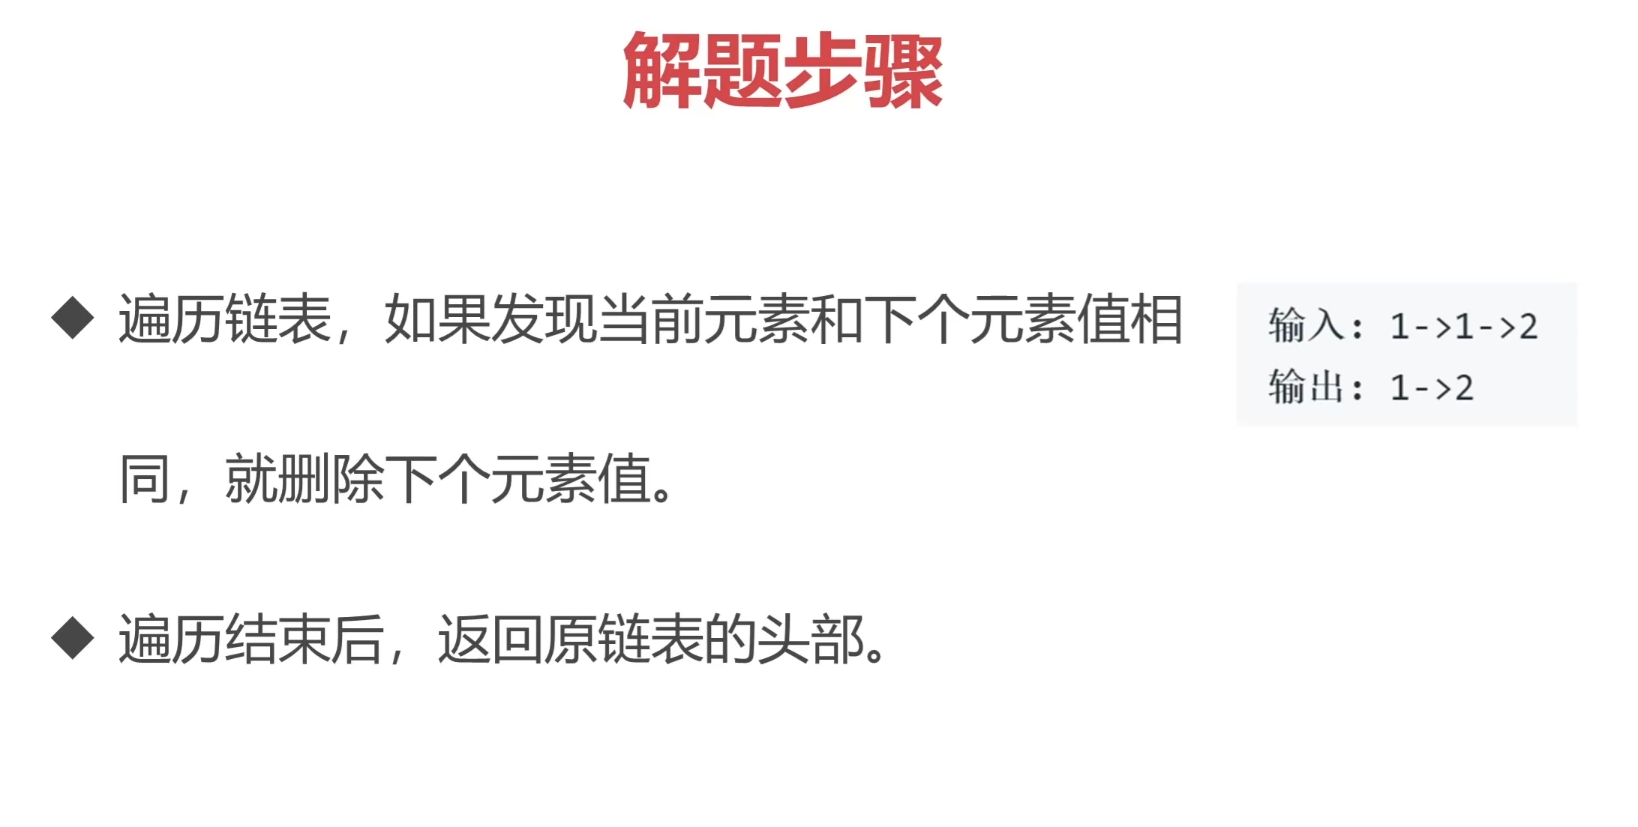 解题步骤
◆ 遍历链表，如果发现当前元素和下个元素值相
同，就删除下个元素值。
◆ 遍历结束后，返回原链表的头部。
输入: 1->1->2
输出: 1->2